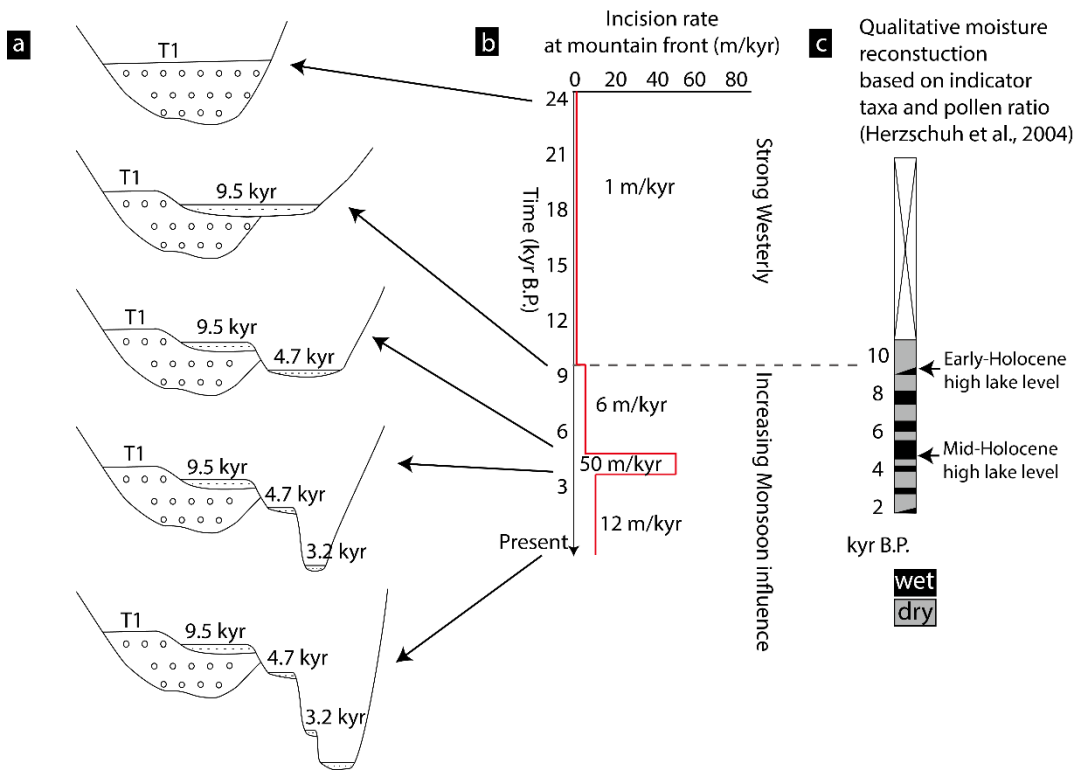 a
T1
T1
9.5 kyr
T1
9.5 kyr
4.7 kyr
T1
9.5 kyr
4.7 kyr
3.2 kyr
T1
9.5 kyr
4.7 kyr
3.2 kyr
b
Incision rate
at mountain front (m/kyr)
0 20 40 60 80
24
21
18
15
12
9
6
3
Present
Time (kyr B.P.)
1 m/kyr
6 m/kyr
50 m/kyr
12 m/kyr
Strong Westerly
Increasing Monsoon influence
c
Qualitative moisture
reconstuction
based on indicator
taxa and pollen ratio
(Herzschuh et al., 2004)
10
8
6
4
2
kyr B.P.
Early-Holocene
high lake level
Mid-Holocene
high lake level
wet
dry